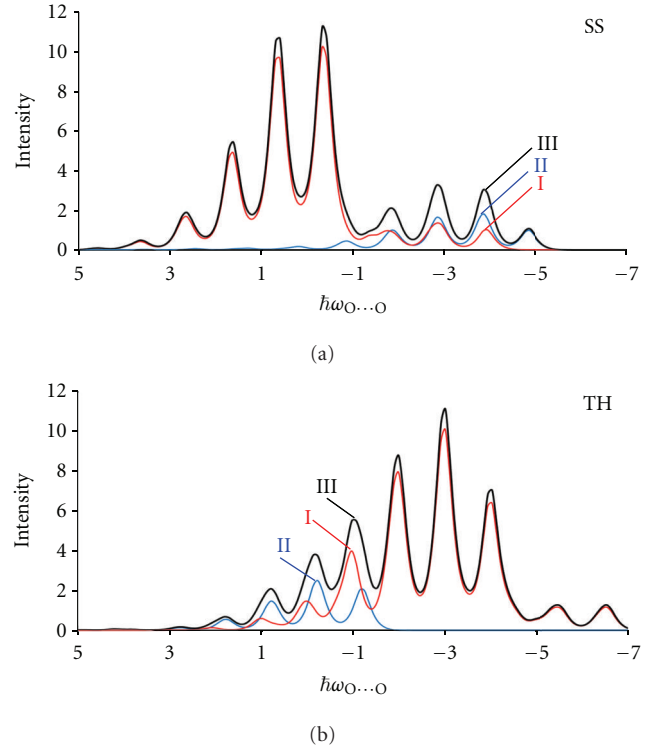 SS
12
10
8
6
4
2
0
Intensity
III
II
I
5 3 1 −1 −3 −5 −7
ℏωO⋯O
(a)
TH
12
10
8
6
4
2
0
Intensity
III
I
II
5 3 1 −1 −3 −5 −7
ℏωO⋯O
(b)